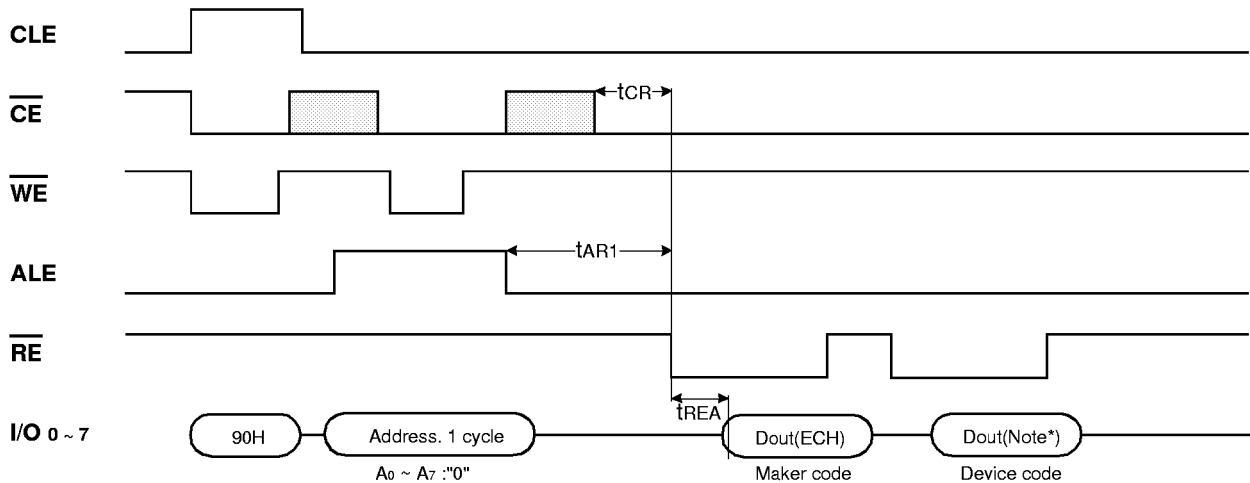 CLE
CE
tCR
WE
ALE
tAR1
RE
tREA
I/O 0 ~ 7
90H
Address. 1 cycle
Dout(ECH)
Dout(Note*)
A0 ~ A7 :"0"
Maker code
Device code